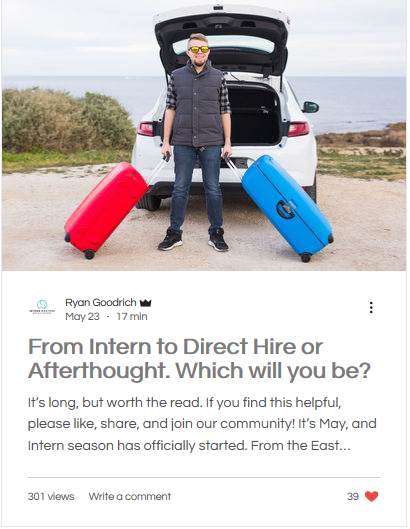 Ryan Goodrich
May 23 · 17 min
From Intern to Direct Hire or
Afterthought. Which will you be?
It's long, but worth the read. If you find this helpful,
please like, share, and join our community! It's May, and
Intern season has officially started. From the East...
301 views Write a comment 39